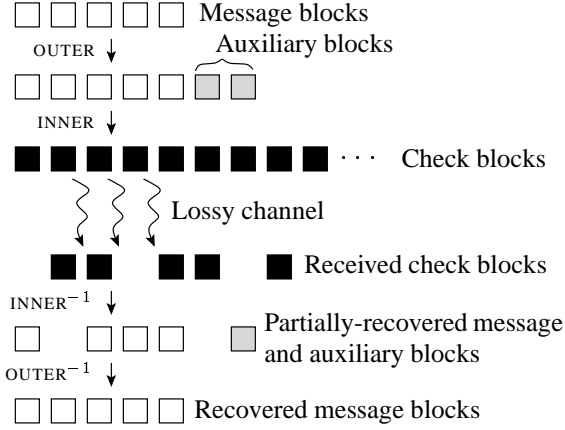 Message blocks
OUTER
Auxiliary blocks
INNER
· · ·
Check blocks
Lossy channel
Received check blocks
INNER⁻¹
Partially-recovered message
and auxiliary blocks
OUTER⁻¹
Recovered message blocks